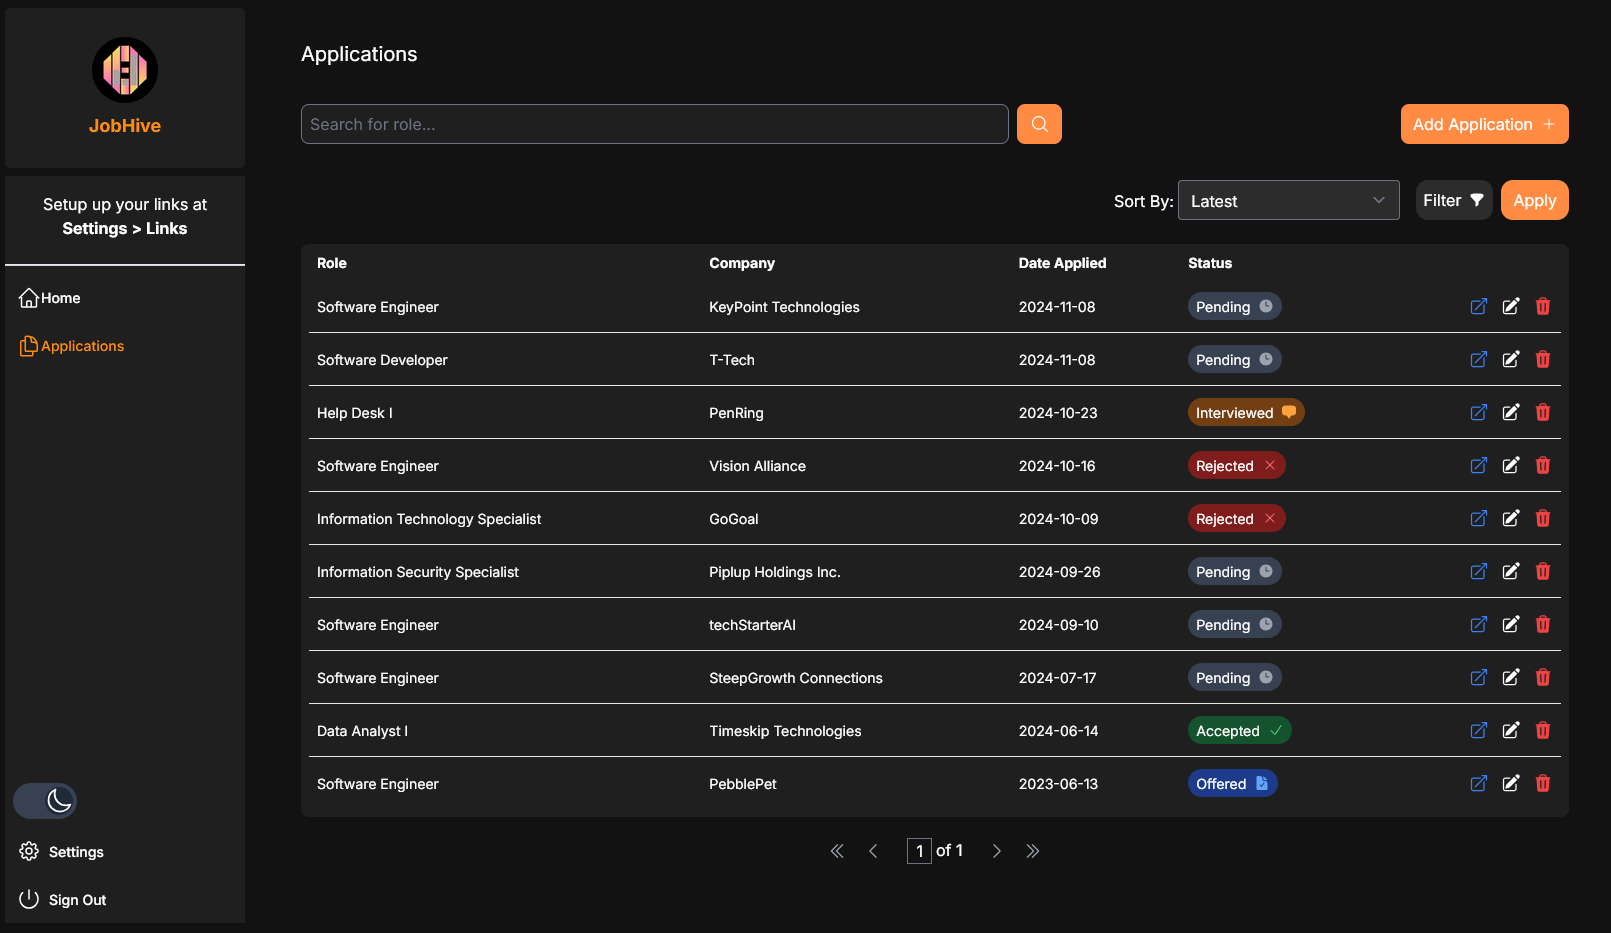 JobHive
Setup up your links at
Settings > Links
Home
Applications
Settings
Sign Out
Applications
Search for role...
Add Application +
Sort By: Latest Filter Apply
Role Company Date Applied Status
Software Engineer KeyPoint Technologies 2024-11-08 Pending
Software Developer T-Tech 2024-11-08 Pending
Help Desk I PenRing 2024-10-23 Interviewed
Software Engineer Vision Alliance 2024-10-16 Rejected
Information Technology Specialist GoGoal 2024-10-09 Rejected
Information Security Specialist Piplup Holdings Inc. 2024-09-26 Pending
Software Engineer techStarterAI 2024-09-10 Pending
Software Engineer SteepGrowth Connections 2024-07-17 Pending
Data Analyst I Timeskip Technologies 2024-06-14 Accepted
Software Engineer PebblePet 2023-06-13 Offered
1 of 1